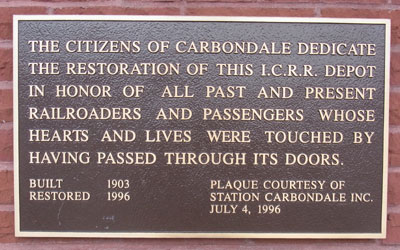 THE CITIZENS OF CARBONDALE DEDICATE
THE RESTORATION OF THIS I.C.R.R. DEPOT
IN HONOR OF ALL PAST AND PRESENT
RAILROADERS AND PASSENGERS WHOSE
HEARTS AND LIVES WERE TOUCHED BY
HAVING PASSED THROUGH ITS DOORS.
BUILT 1903
RESTORED 1996
PLAQUE COURTESY OF
STATION CARBONDALE INC.
JULY 4, 1996